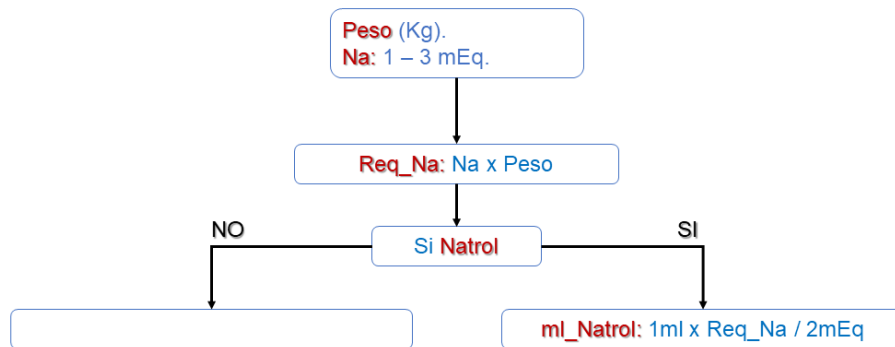 Peso (Kg).
Na: 1 – 3 mEq.
Req_Na: Na x Peso
NO
SI
Si Natrol
ml_Natrol: 1ml x Req_Na / 2mEq